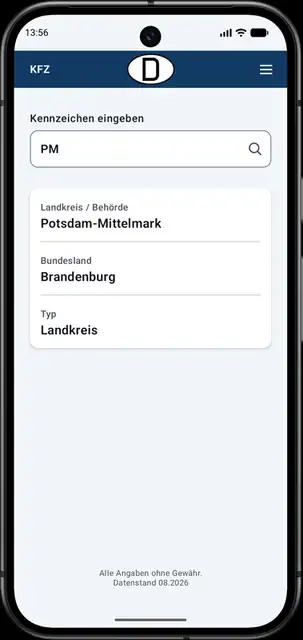 13:56
KFZ
D
Kennzeichen eingeben
PM
Landkreis / Behörde
Potsdam-Mittelmark
Bundesland
Brandenburg
Typ
Landkreis
Alle Angaben ohne Gewähr.
Datenstand 08.2026